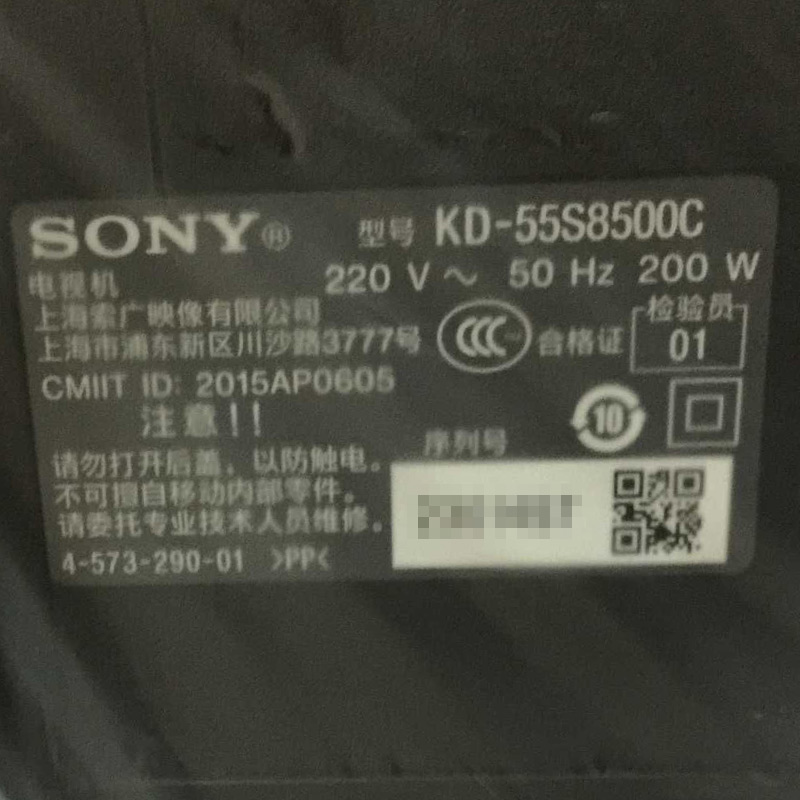 SONY® 型号 KD-55S8500C
电视机 220 V ~ 50 Hz 200 W
上海索广映像有限公司
上海市浦东新区川沙路3777号
CCC 合格证
检验员
01
CMIIT ID: 2015AP0605
注意!!
10
序列号
请勿打开后盖，以防触电。
不可擅自移动内部零件。
请委托专业技术人员维修。
4-573-290-01 >PP<